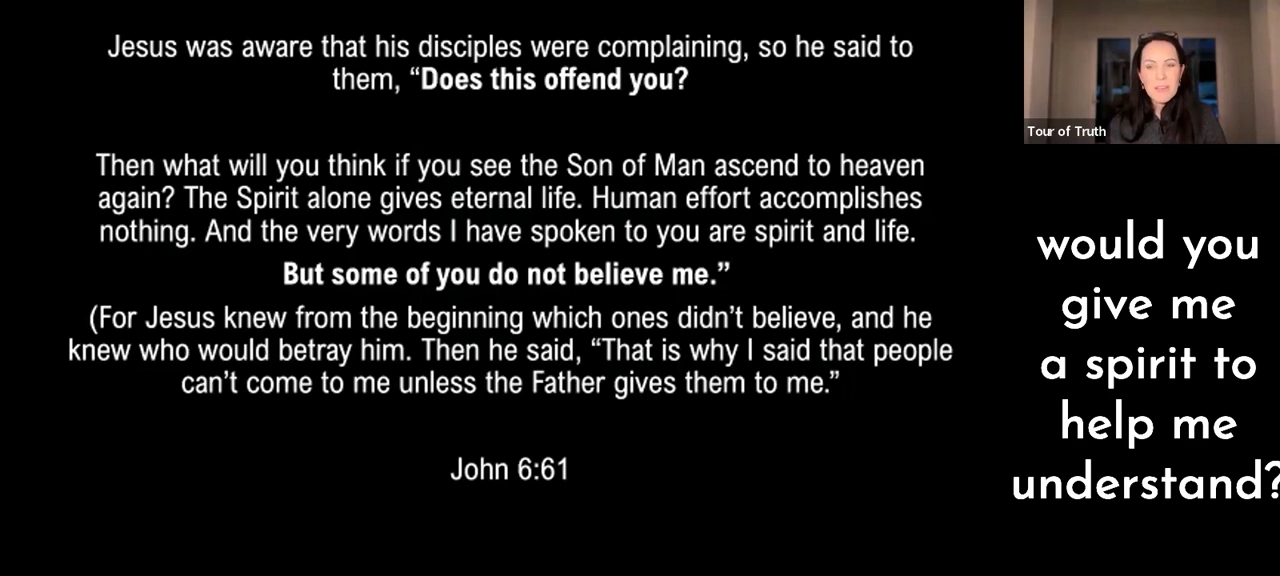 Jesus was aware that his disciples were complaining, so he said to
them, “Does this offend you?
Then what will you think if you see the Son of Man ascend to heaven
again? The Spirit alone gives eternal life. Human effort accomplishes
nothing. And the very words I have spoken to you are spirit and life.
But some of you do not believe me.”
(For Jesus knew from the beginning which ones didn’t believe, and he
knew who would betray him. Then he said, “That is why I said that people
can’t come to me unless the Father gives them to me.”
John 6:61
Tour of Truth
would you
give me
a spirit to
help me
understand?